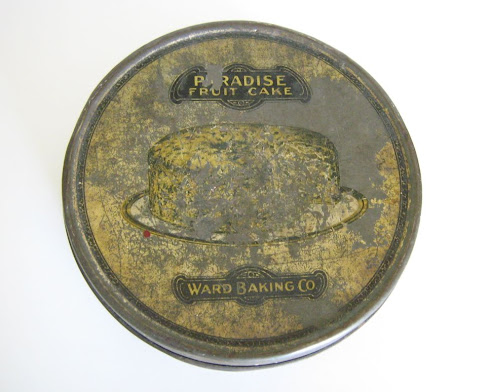 PARADISE
FRUIT CAKE
WARD BAKING CO